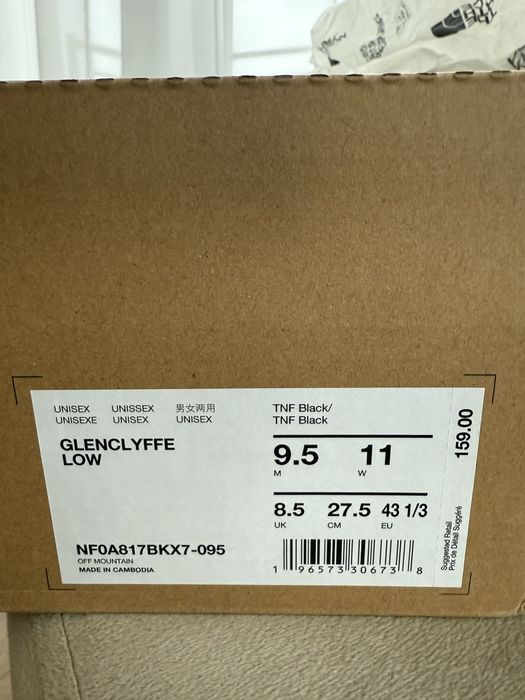 UNISEX UNISSEX 男女两用
UNISEXE UNISEX UNISEX
GLENCLYFFE
LOW
TNF Black/
TNF Black
9.5 11
M W
8.5 27.5 43 1/3
UK CM EU
NF0A817BKX7-095
OFF MOUNTAIN
MADE IN CAMBODIA
1 96573 30673 8
159.00
Suggested Retail
Prix de Détail Suggéré